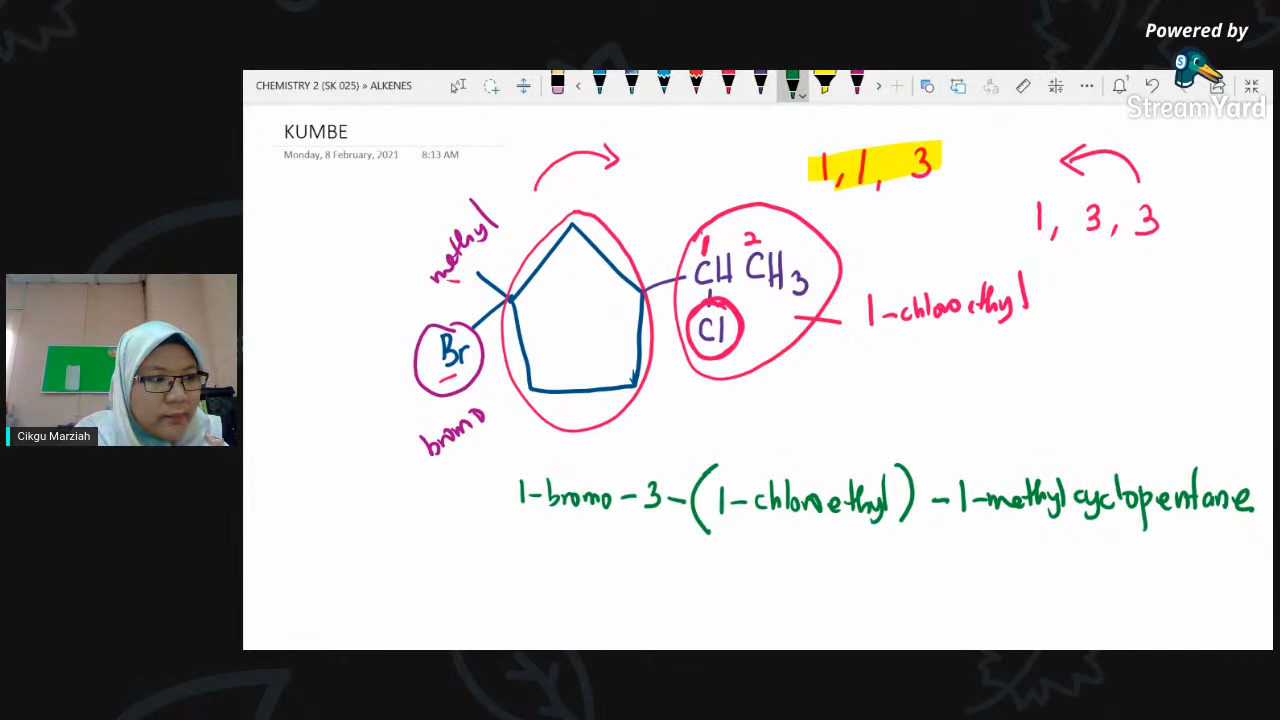 Powered by
StreamYard
CHEMISTRY 2 (SK 025) » ALKENES
KUMBE
Monday, 8 February, 2021 8:13 AM
1, 1, 3
1, 3, 3
methyl
1 2
CH CH3
Cl
1-chloroethyl
Br
bromo
Cikgu Marziah
1-bromo-3-(1-chloroethyl)-1-methylcyclopentane